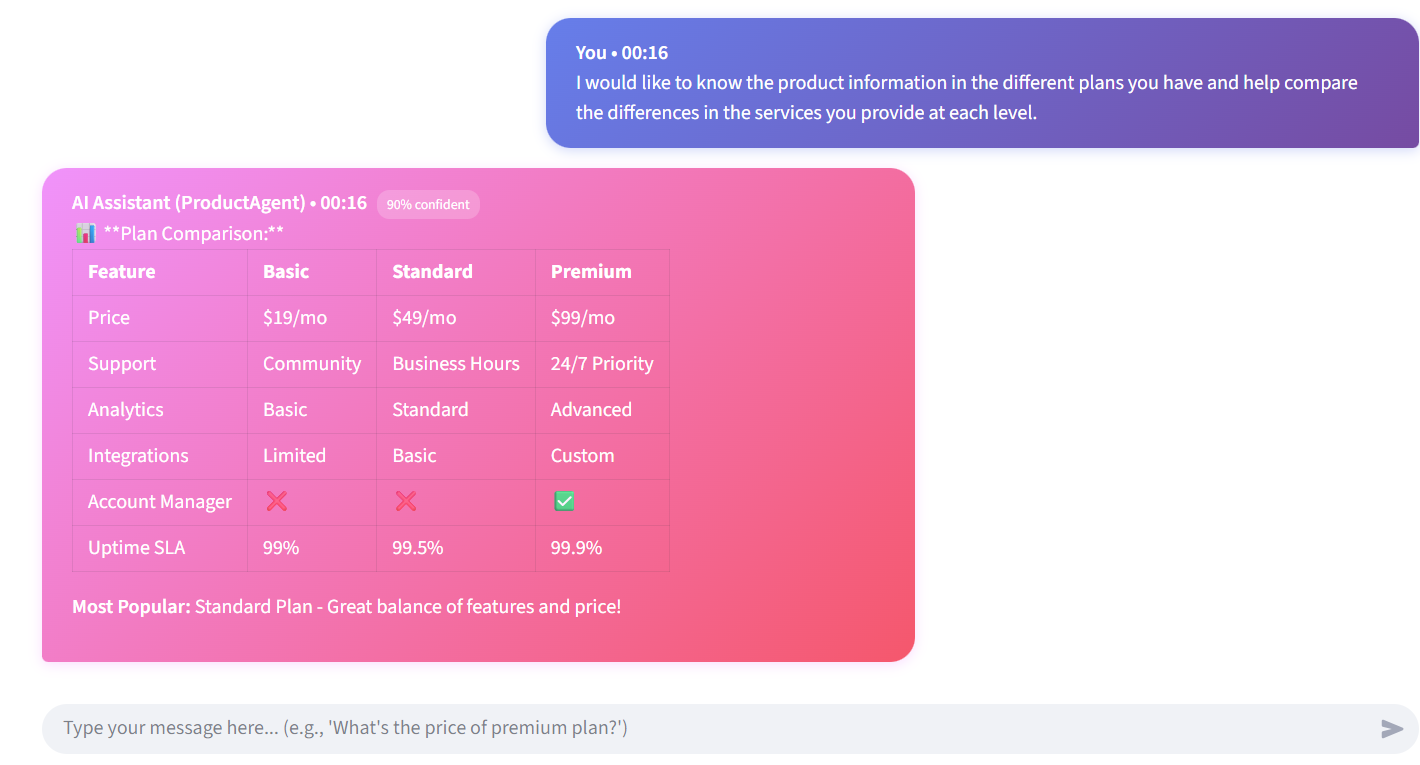 You • 00:16
I would like to know the product information in the different plans you have and help compare
the differences in the services you provide at each level.
AI Assistant (ProductAgent) • 00:16 90% confident
📊 **Plan Comparison:**
Feature Basic Standard Premium
Price $19/mo $49/mo $99/mo
Support Community Business Hours 24/7 Priority
Analytics Basic Standard Advanced
Integrations Limited Basic Custom
Account Manager ❌ ❌ ✅
Uptime SLA 99% 99.5% 99.9%
Most Popular: Standard Plan - Great balance of features and price!
Type your message here... (e.g., 'What's the price of premium plan?')